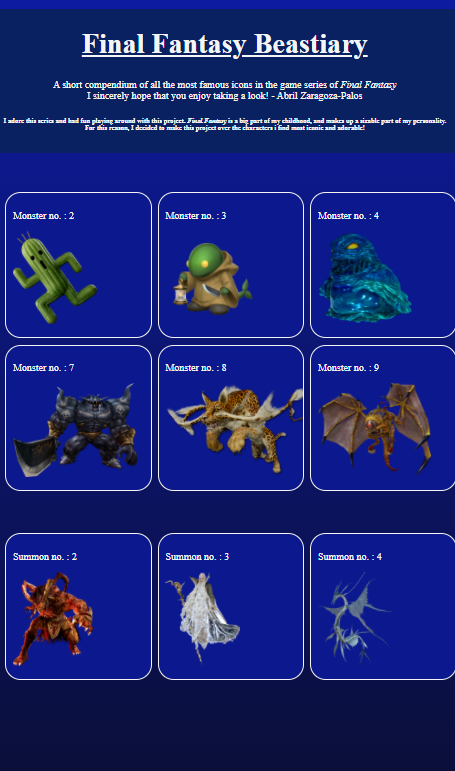 Final Fantasy Beastiary
A short compendium of all the most famous icons in the game series of Final Fantasy
I sincerely hope that you enjoy taking a look! - Abril Zaragoza-Palos
I adore this series and had fun playing around with this project. Final Fantasy is a big part of my childhood, and makes up a sizable part of my personality.
For this reason, I decided to make this project over the characters i find most iconic and adorable!
Monster no. : 2
Monster no. : 3
Monster no. : 4
Monster no. : 7
Monster no. : 8
Monster no. : 9
Summon no. : 2
Summon no. : 3
Summon no. : 4